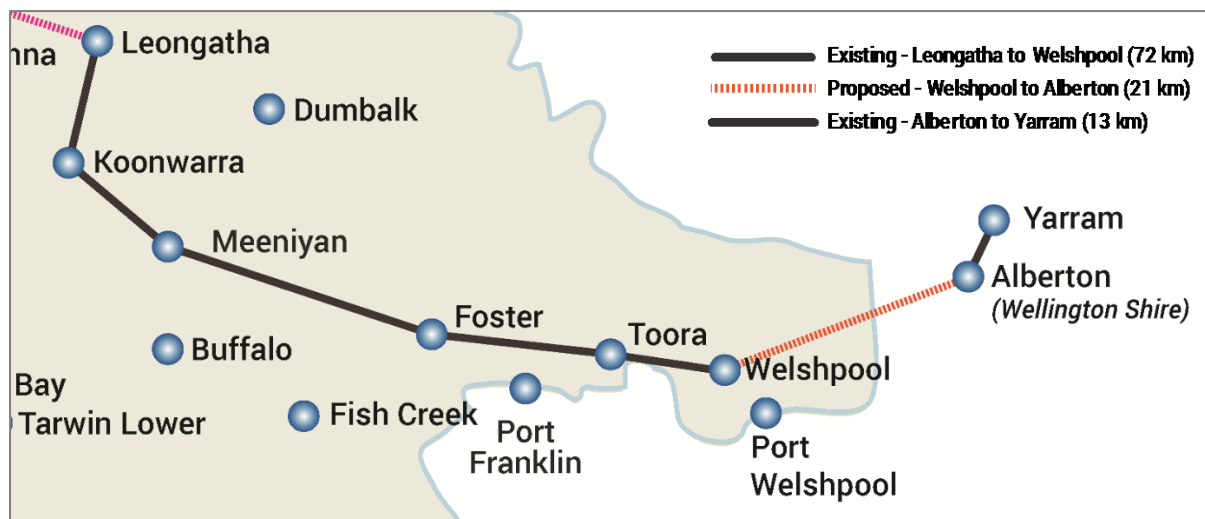 Leongatha
nna
Existing - Leongatha to Welshpool (72 km)
Proposed - Welshpool to Alberton (21 km)
Existing - Alberton to Yarram (13 km)
Dumbalk
Koonwarra
Yarram
Meeniyan
Alberton
(Wellington Shire)
Foster
Toora
Buffalo
Welshpool
Bay
Tarwin Lower
Fish Creek
Port
Franklin
Port
Welshpool